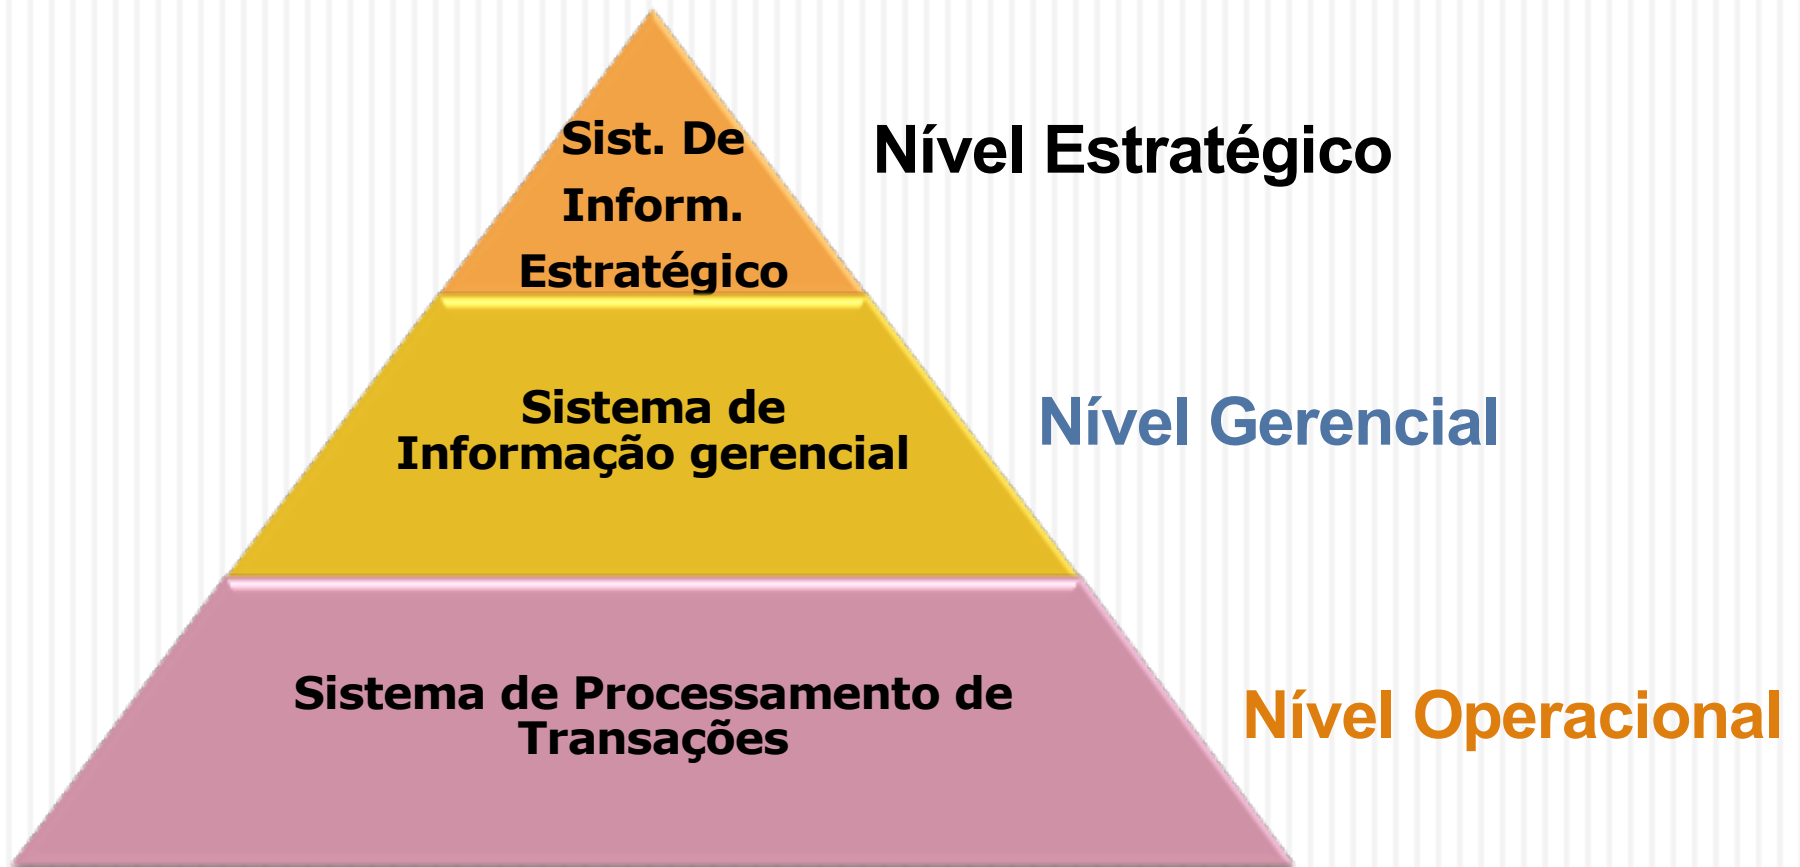 Sist. De
Inform.
Estratégico
Nível Estratégico
Sistema de
Informação gerencial
Nível Gerencial
Sistema de Processamento de
Transações
Nível Operacional